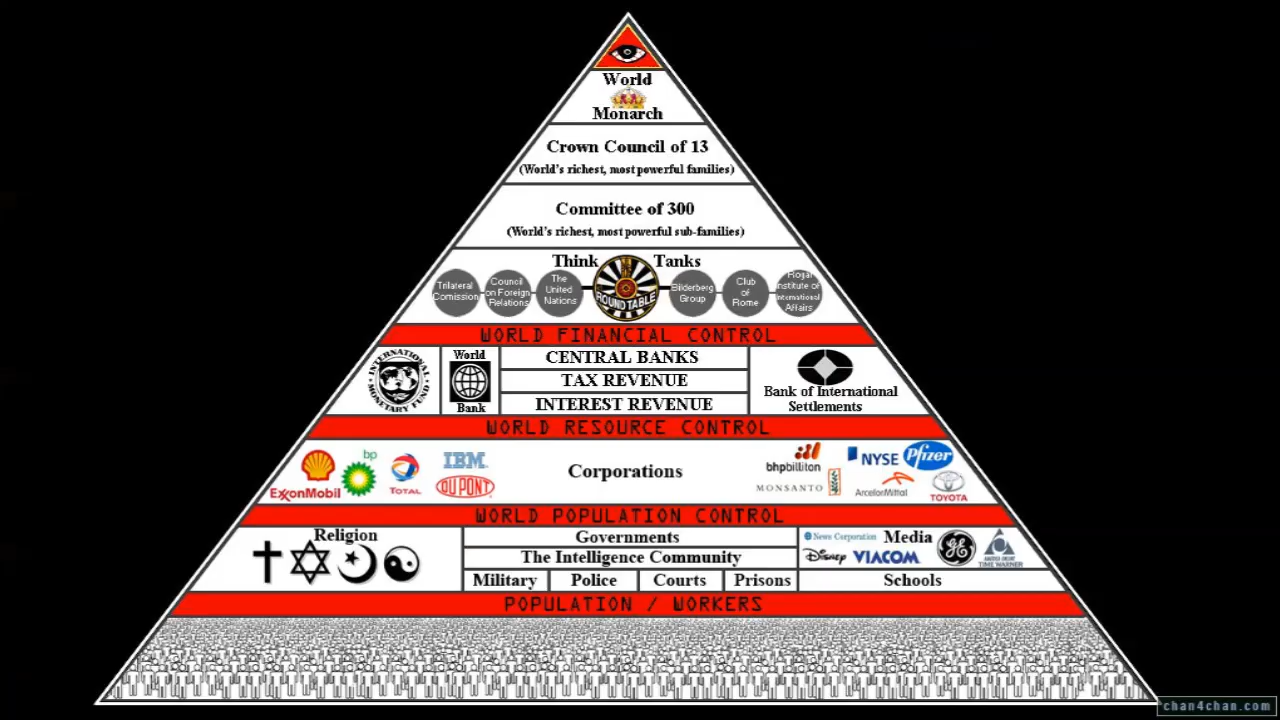 World
Monarch
Crown Council of 13
(World's richest, most powerful families)
Committee of 300
(World's richest, most powerful sub-families)
Think Tanks
Trilateral
Comission
Council
on Foreign
Relations
The
United
Nations
ROUND TABLE
Bilderberg
Group
Club
of
Rome
Royal
Institute of
International
Affairs
WORLD FINANCIAL CONTROL
INTERNATIONAL MONETARY FUND
World
Bank
CENTRAL BANKS
TAX REVENUE
INTEREST REVENUE
Bank of International
Settlements
WORLD RESOURCE CONTROL
ExxonMobil
bp
TOTAL
IBM
DUPONT
Corporations
bhpbilliton
MONSANTO
NYSE
Pfizer
ArcelorMittal
TOYOTA
WORLD POPULATION CONTROL
Religion
Governments
The Intelligence Community
Military Police Courts Prisons
News Corporation Media
Disney VIACOM GE
TIME WARNER
Schools
POPULATION / WORKERS
chan4chan.com